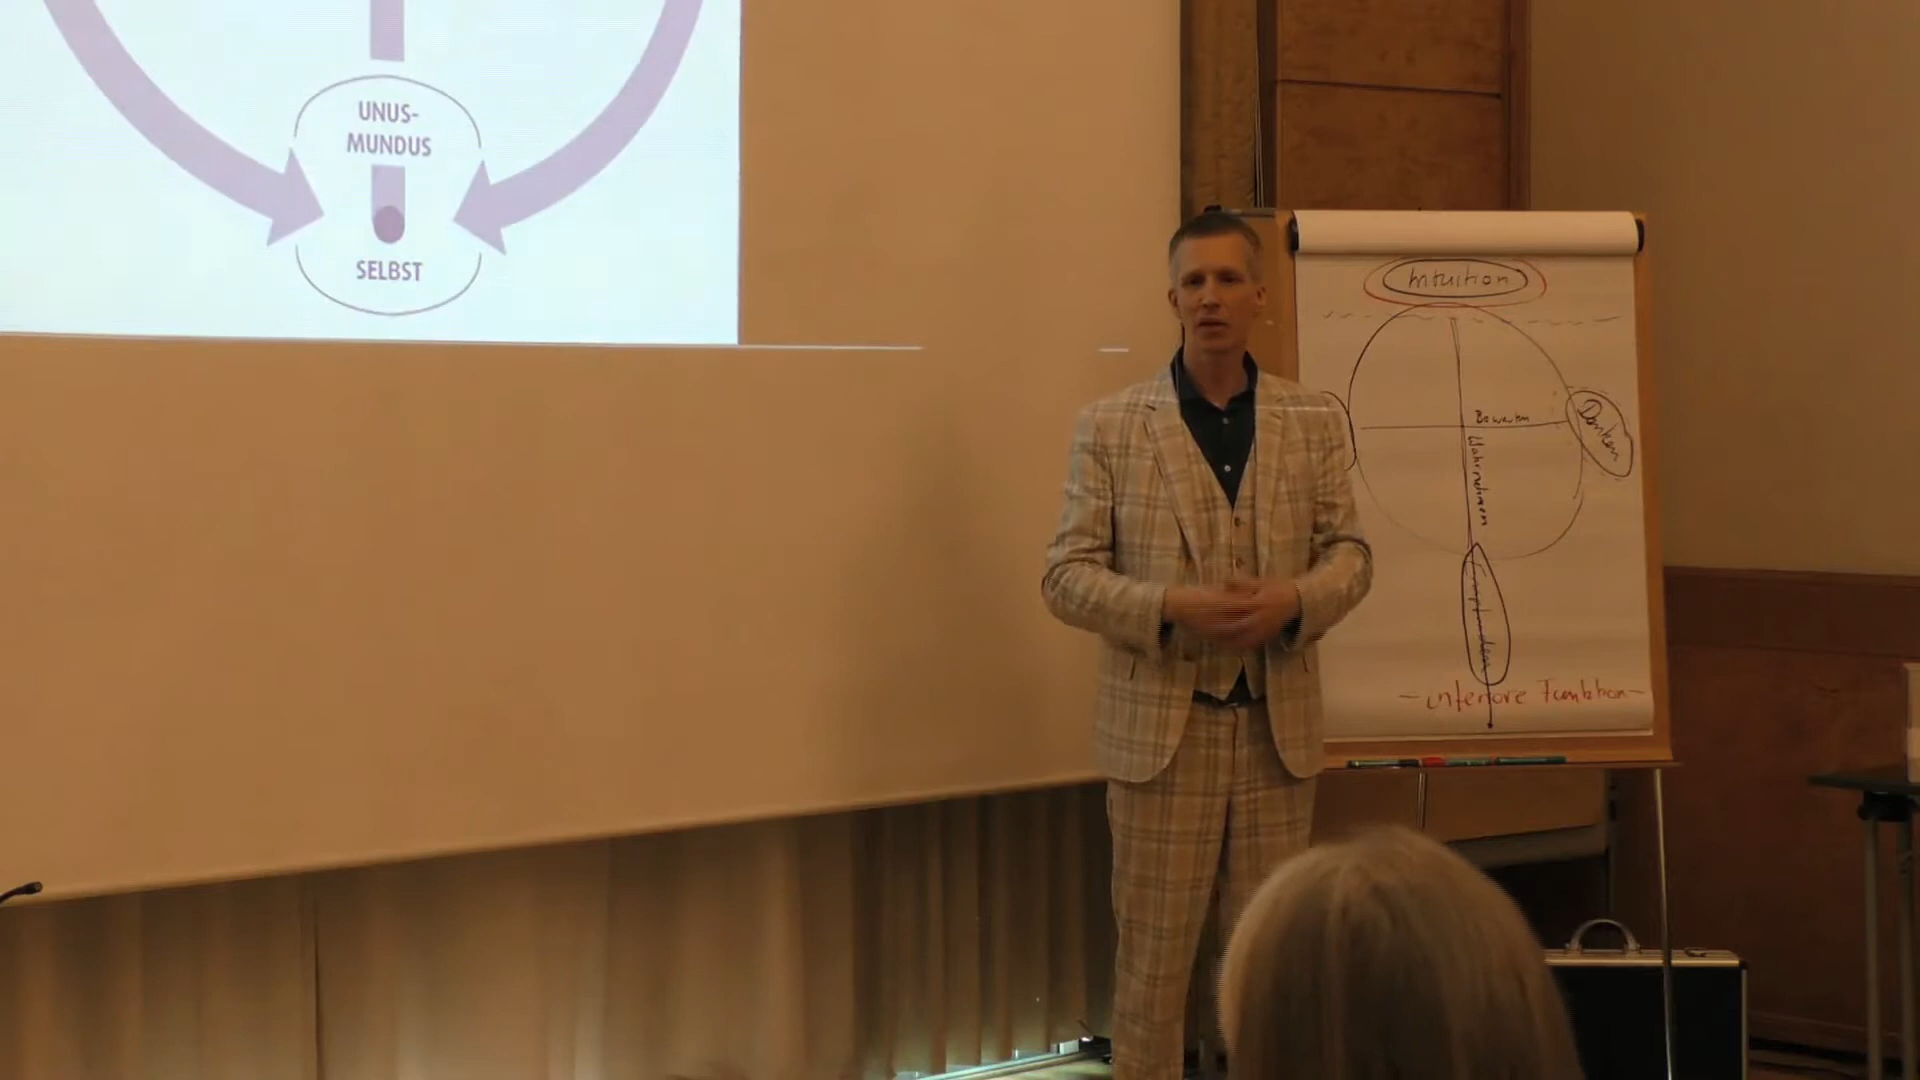 UNUS-
MUNDUS
SELBST
Intuition
Bewerten
Denken
Wahrnehmen
Empfinden
- inferiore Funktion -